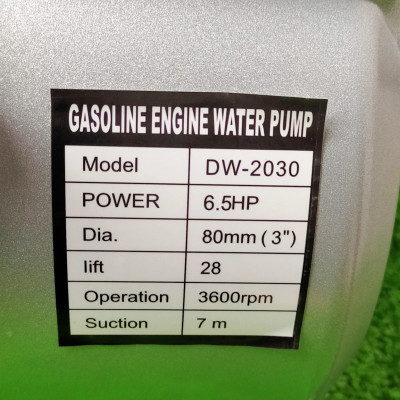 GASOLINE ENGINE WATER PUMP
Model DW-2030
POWER 6.5HP
Dia. 80mm ( 3")
lift 28
Operation 3600rpm
Suction 7 m